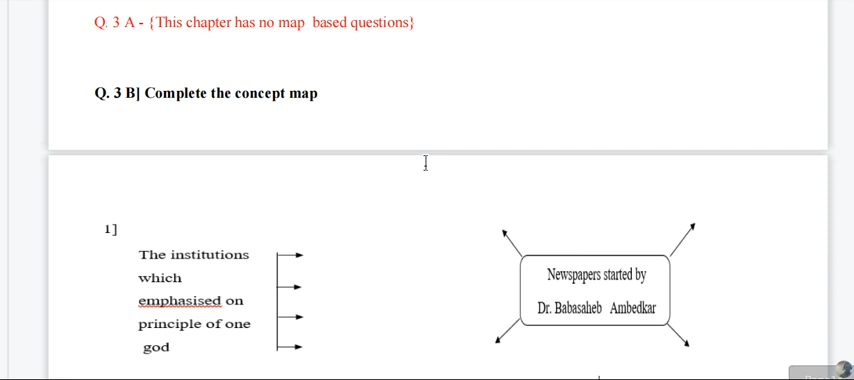 Q. 3 A - {This chapter has no map based questions}
Q. 3 B] Complete the concept map
1]
The institutions
which
emphasised on
principle of one
god
Newspapers started by
Dr. Babasaheb Ambedkar